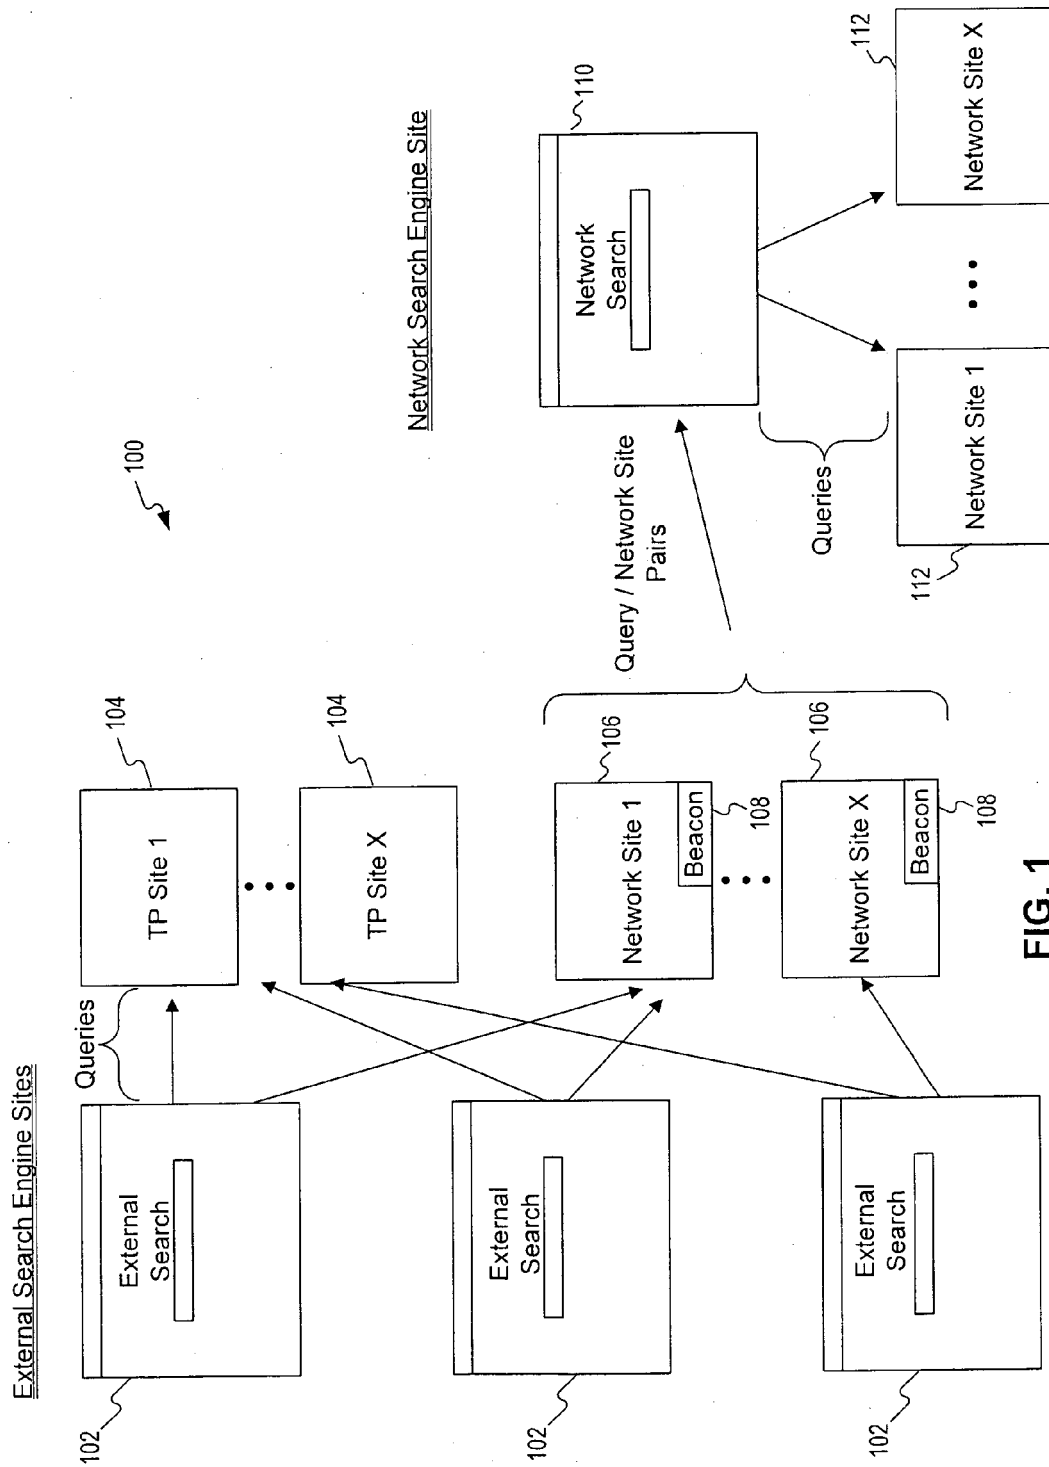 External Search Engine Sites
102
External
Search
102
External
Search
102
External
Search
Queries
TP Site 1
104
TP Site X
104
Network Site 1
Beacon
106
108
Network Site X
Beacon
106
108
100
Query / Network Site
Pairs
Network Search Engine Site
Network
Search
110
Queries
Network Site 1
112
Network Site X
112
FIG. 1